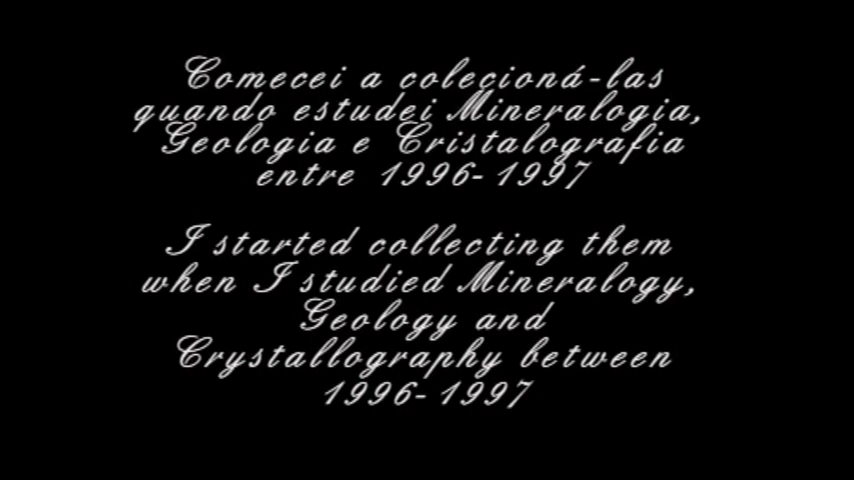 Comecei a colecioná-las
quando estudei Mineralogia,
Geologia e Cristalografia
entre 1996-1997
I started collecting them
when I studied Mineralogy,
Geology and
Crystallography between
1996-1997